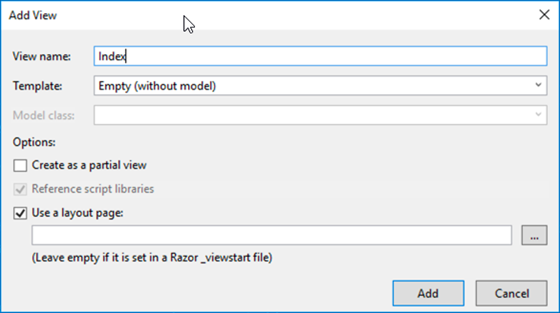 Add View
View name: Index
Template: Empty (without model)
Model class:
Options:
Create as a partial view
Reference script libraries
Use a layout page:
...
(Leave empty if it is set in a Razor _viewstart file)
Add Cancel